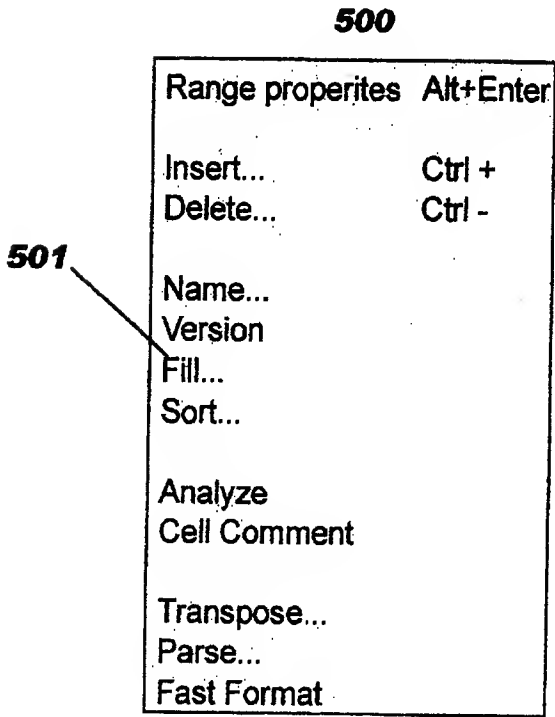 500
Range properites Alt+Enter
Insert... Ctrl +
Delete... Ctrl -
501
Name...
Version
Fill...
Sort...
Analyze
Cell Comment
Transpose...
Parse...
Fast Format